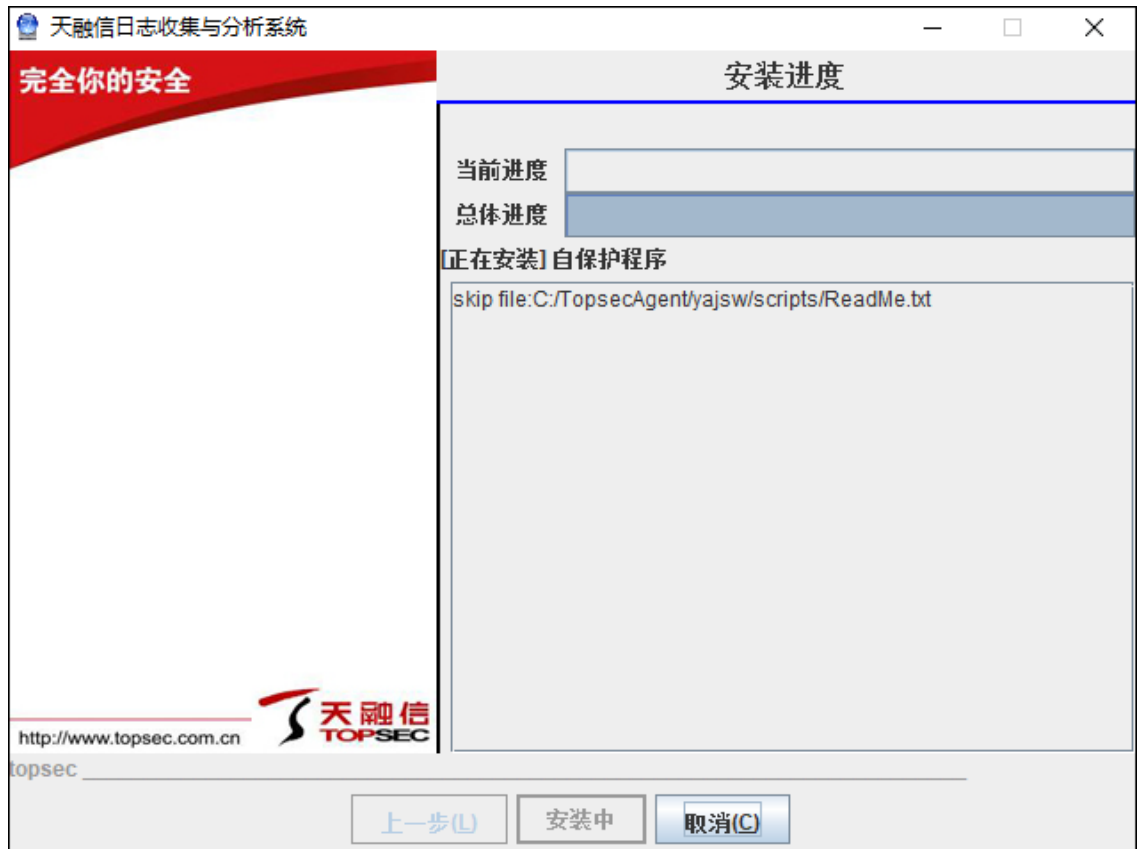 天融信日志收集与分析系统
完全你的安全
安装进度
当前进度
总体进度
[正在安装] 自保护程序
skip file:C:/TopsecAgent/yajsw/scripts/ReadMe.txt
天融信
TOPSEC
http://www.topsec.com.cn
topsec
上一步(L)
安装中
取消(C)